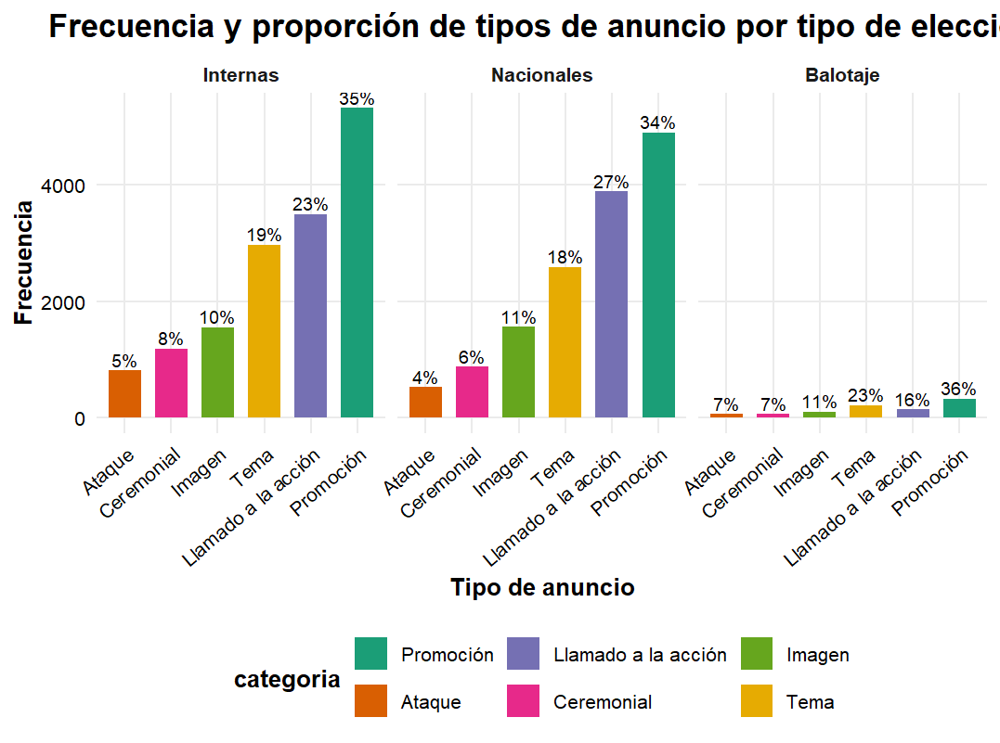 Frecuencia y proporción de tipos de anuncio por tipo de elecci
Internas
Nacionales
Balotaje
Frecuencia
4000
2000
0
5%
8%
10%
19%
23%
35%
4%
6%
11%
18%
27%
34%
7%
7%
11%
23%
16%
36%
Ataque
Ceremonial
Imagen
Tema
Llamado a la acción
Promoción
Ataque
Ceremonial
Imagen
Tema
Llamado a la acción
Promoción
Ataque
Ceremonial
Imagen
Tema
Llamado a la acción
Promoción
Tipo de anuncio
categoria
Promoción
Llamado a la acción
Imagen
Ataque
Ceremonial
Tema